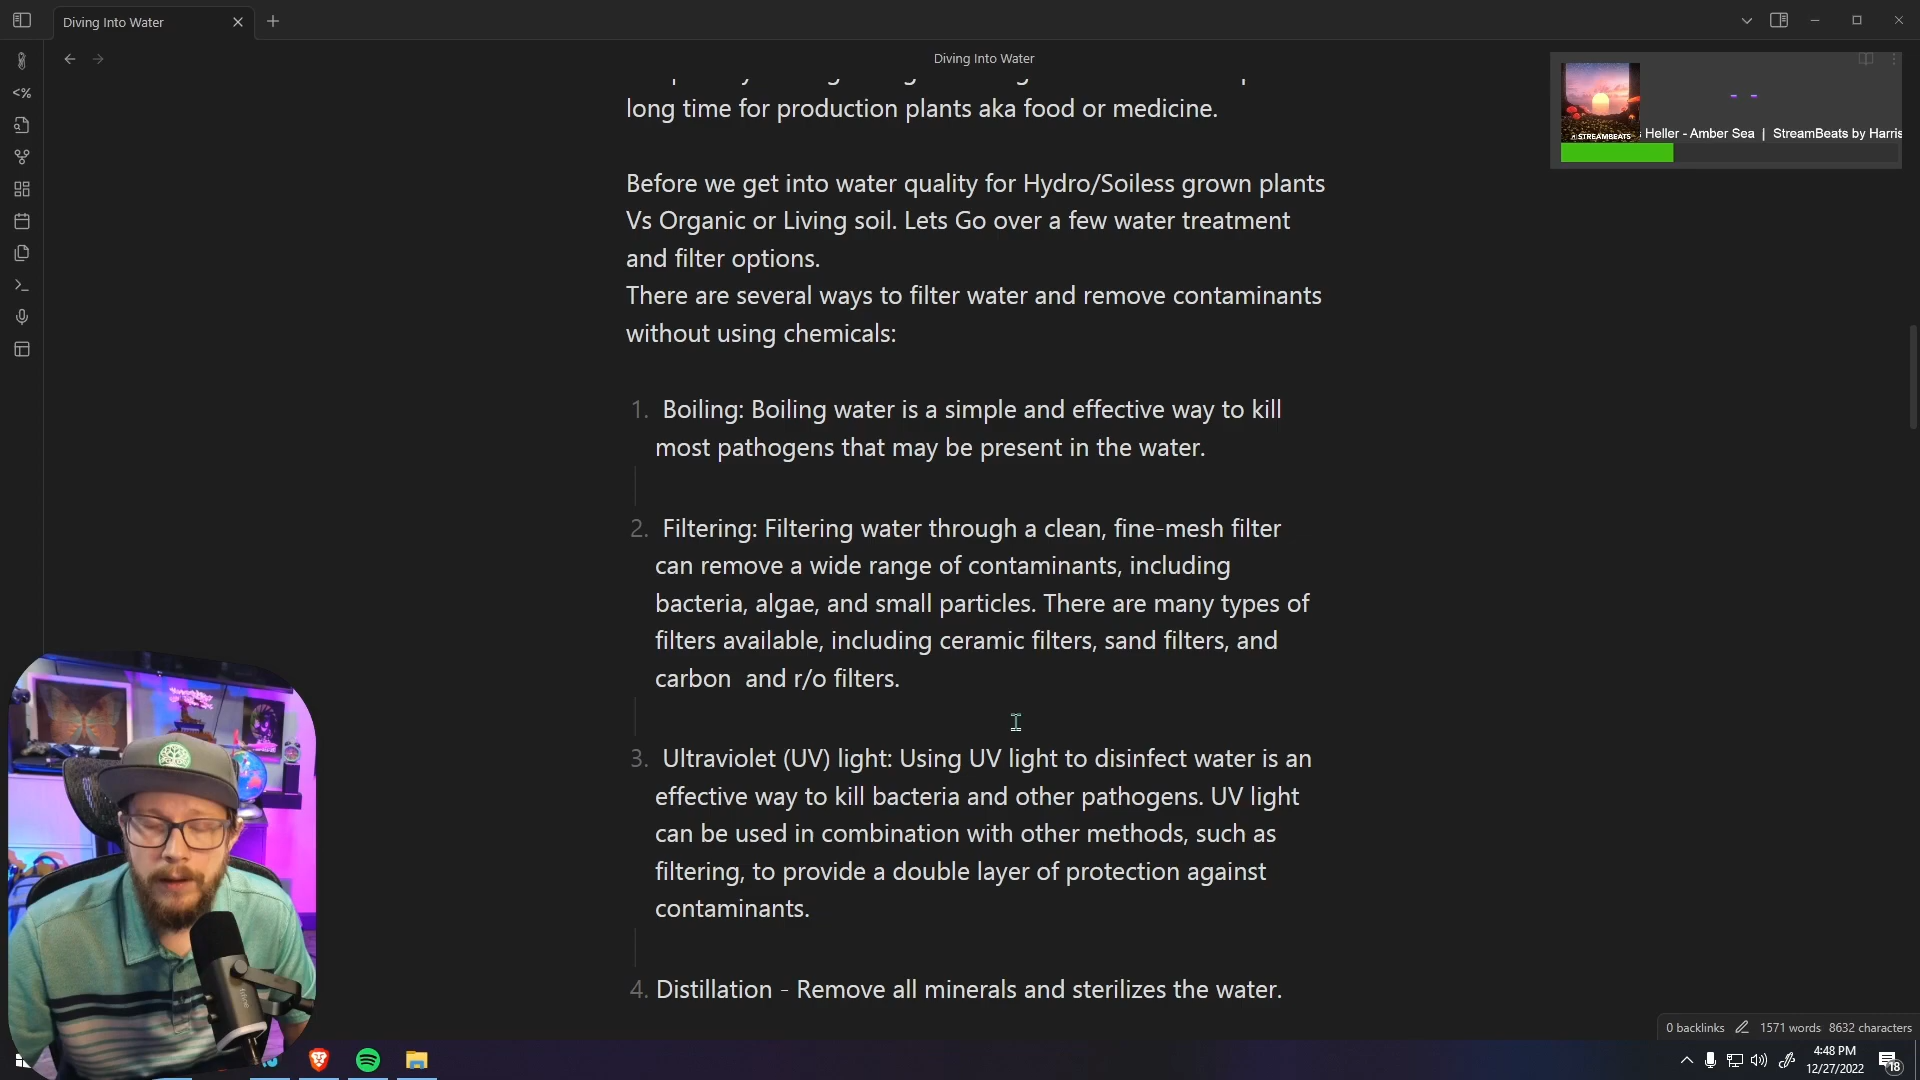 Diving Into Water
Diving Into Water
long time for production plants aka food or medicine.
Before we get into water quality for Hydro/Soiless grown plants
Vs Organic or Living soil. Lets Go over a few water treatment
and filter options.
There are several ways to filter water and remove contaminants
without using chemicals:
1. Boiling: Boiling water is a simple and effective way to kill
most pathogens that may be present in the water.
2. Filtering: Filtering water through a clean, fine-mesh filter
can remove a wide range of contaminants, including
bacteria, algae, and small particles. There are many types of
filters available, including ceramic filters, sand filters, and
carbon  and r/o filters.
3. Ultraviolet (UV) light: Using UV light to disinfect water is an
effective way to kill bacteria and other pathogens. UV light
can be used in combination with other methods, such as
filtering, to provide a double layer of protection against
contaminants.
4. Distillation - Remove all minerals and sterilizes the water.
- -
STREAMBEATS
Heller - Amber Sea | StreamBeats by Harris
0 backlinks 1571 words 8632 characters
4:48 PM
12/27/2022
18